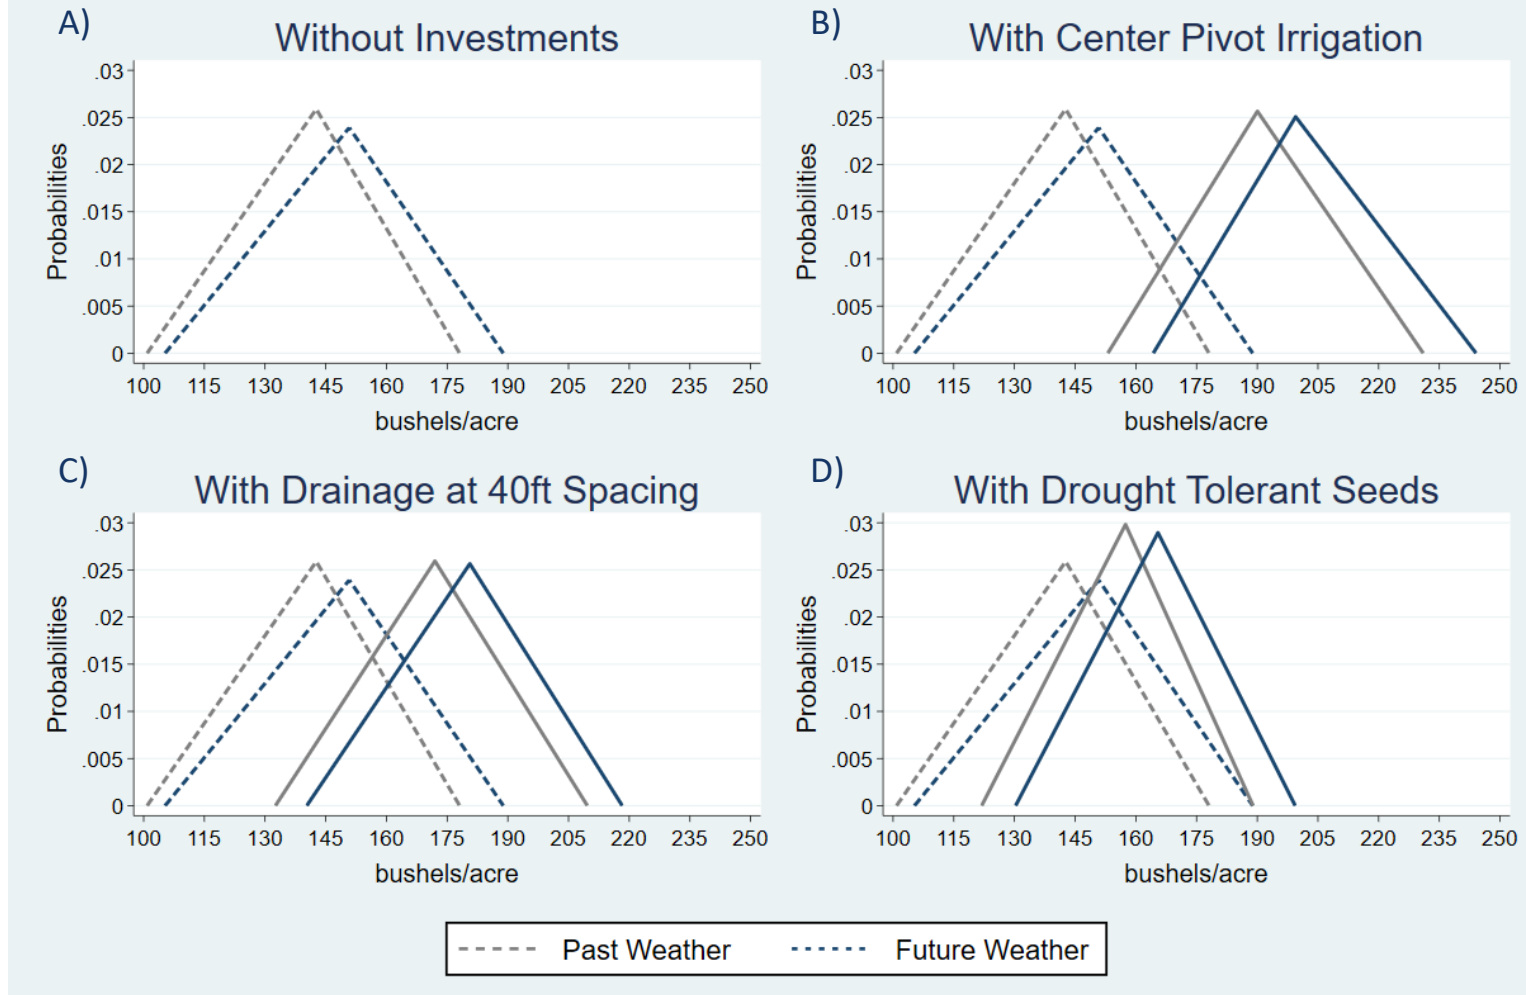 A)
Without Investments
Probabilities
.03
.025
.02
.015
.01
.005
0
100 115 130 145 160 175 190 205 220 235 250
bushels/acre
B)
With Center Pivot Irrigation
Probabilities
.03
.025
.02
.015
.01
.005
0
100 115 130 145 160 175 190 205 220 235 250
bushels/acre
C)
With Drainage at 40ft Spacing
Probabilities
.03
.025
.02
.015
.01
.005
0
100 115 130 145 160 175 190 205 220 235 250
bushels/acre
D)
With Drought Tolerant Seeds
Probabilities
.03
.025
.02
.015
.01
.005
0
100 115 130 145 160 175 190 205 220 235 250
bushels/acre
Past Weather Future Weather